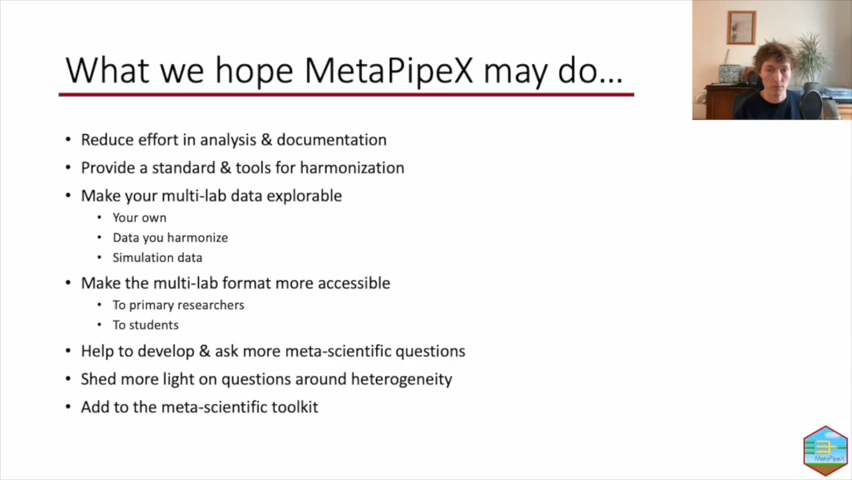 What we hope MetaPipeX may do...
• Reduce effort in analysis & documentation
• Provide a standard & tools for harmonization
• Make your multi-lab data explorable
• Your own
• Data you harmonize
• Simulation data
• Make the multi-lab format more accessible
• To primary researchers
• To students
• Help to develop & ask more meta-scientific questions
• Shed more light on questions around heterogeneity
• Add to the meta-scientific toolkit
MetaPipeX